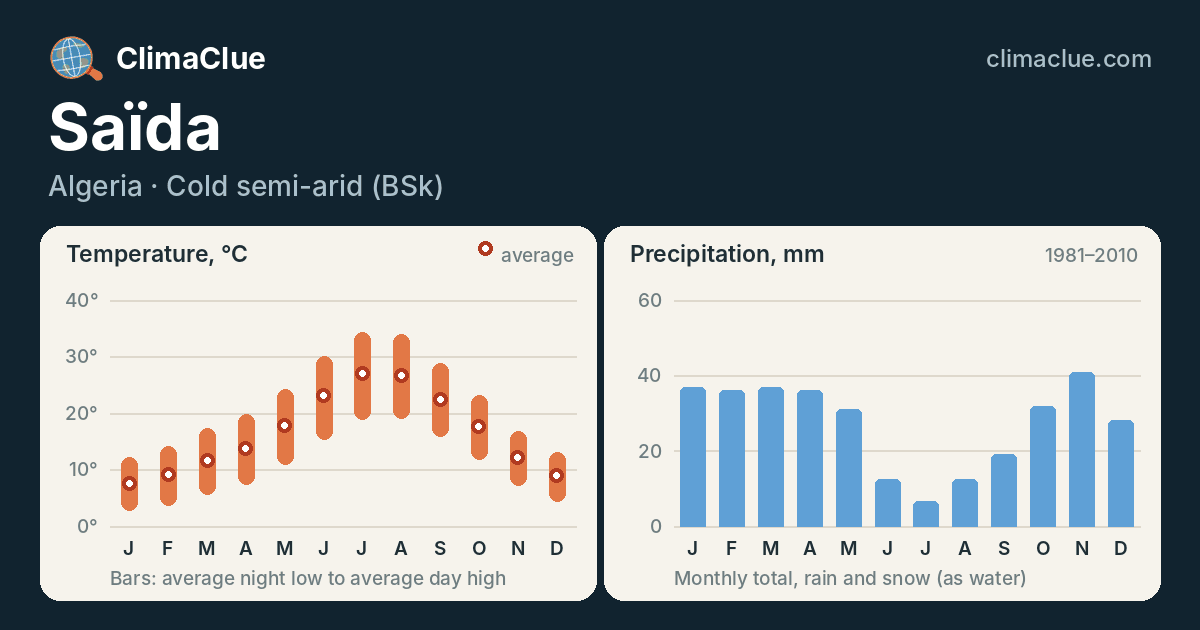 ClimaClue
climaclue.com
Saïda
Algeria · Cold semi-arid (BSk)
Temperature, °C
average
40°
30°
20°
10°
0°
J F M A M J J A S O N D
Bars: average night low to average day high
Precipitation, mm
1981–2010
60
40
20
0
J F M A M J J A S O N D
Monthly total, rain and snow (as water)